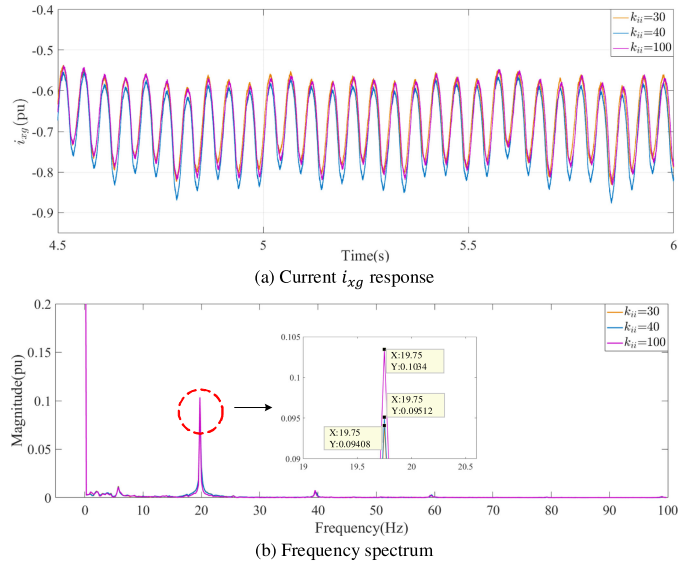 -0.4
-0.5
-0.6
-0.7
-0.8
-0.9
i_xg (pu)
k_ii=30
k_ii=40
k_ii=100
4.5
5
5.5
6
Time(s)
(a) Current i_xg response
0.2
0.15
0.1
0.05
0
Magnitude(pu)
k_ii=30
k_ii=40
k_ii=100
0.105
0.1
0.095
0.09
X:19.75
Y:0.1034
X:19.75
Y:0.09512
X:19.75
Y:0.09408
19
19.5
20
20.5
0
10
20
30
40
50
60
70
80
90
100
Frequency(Hz)
(b) Frequency spectrum